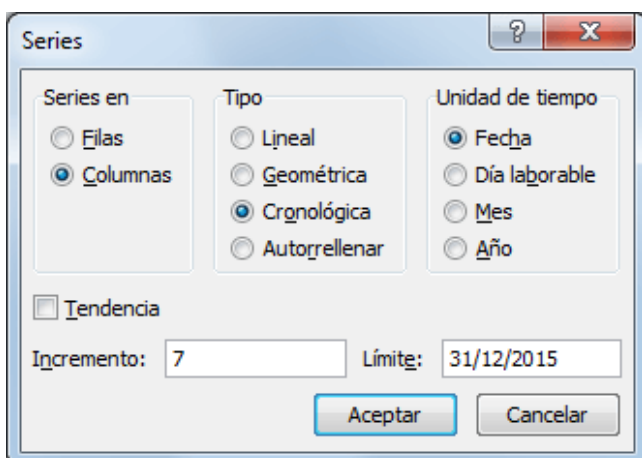 Series
Series en
Filas
Columnas
Tipo
Lineal
Geométrica
Cronológica
Autorrellenar
Unidad de tiempo
Fecha
Día laborable
Mes
Año
Tendencia
Incremento: 7
Límite: 31/12/2015
Aceptar
Cancelar